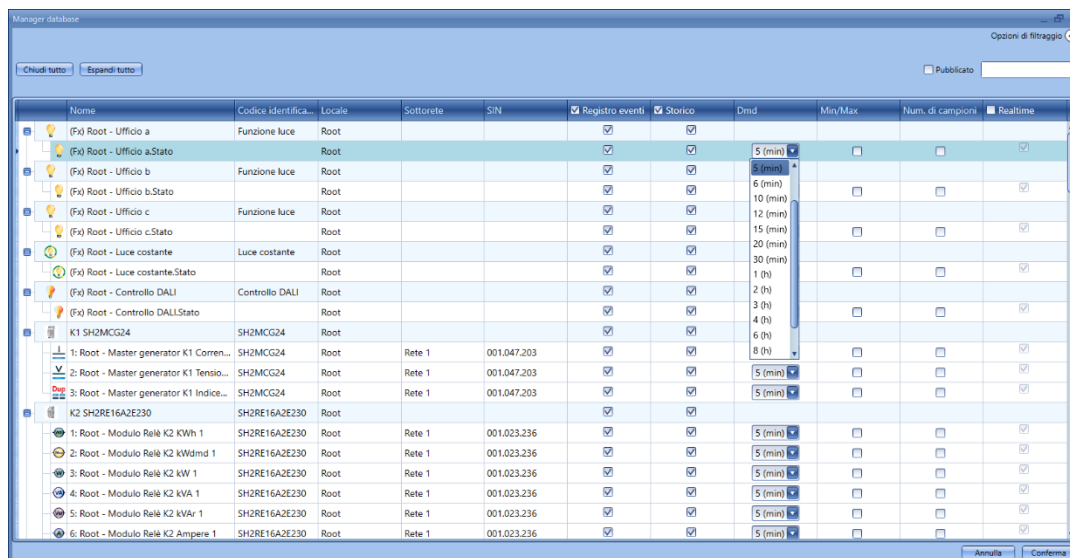 Manager database
Opzioni di filtraggio
Chiudi tutto Espandi tutto Pubblicato
Nome Codice identifica... Locale Sottorete SIN Registro eventi Storico Dmd Min/Max Num. di campioni Realtime
(Fx) Root - Ufficio a Funzione luce Root
(Fx) Root - Ufficio a.Stato Root 5 (min)
(Fx) Root - Ufficio b Funzione luce Root 5 (min)
6 (min)
(Fx) Root - Ufficio b.Stato Root 10 (min)
(Fx) Root - Ufficio c Funzione luce Root 12 (min)
15 (min)
(Fx) Root - Ufficio c.Stato Root 20 (min)
(Fx) Root - Luce costante Luce costante Root 30 (min)
(Fx) Root - Luce costante.Stato Root 1 (h)
(Fx) Root - Controllo DALI Controllo DALI Root 2 (h)
3 (h)
(Fx) Root - Controllo DALI.Stato Root 4 (h)
K1 SH2MCG24 SH2MCG24 Root 6 (h)
1: Root - Master generator K1 Corren... SH2MCG24 Root Rete 1 001.047.203 8 (h)
V 2: Root - Master generator K1 Tensio... SH2MCG24 Root Rete 1 001.047.203 5 (min)
Dup 3: Root - Master generator K1 Indice... SH2MCG24 Root Rete 1 001.047.203 5 (min)
K2 SH2RE16A2E230 SH2RE16A2E230 Root
1: Root - Modulo Relè K2 KWh 1 SH2RE16A2E230 Root Rete 1 001.023.236 5 (min)
2: Root - Modulo Relè K2 kWdmd 1 SH2RE16A2E230 Root Rete 1 001.023.236 5 (min)
3: Root - Modulo Relè K2 kW 1 SH2RE16A2E230 Root Rete 1 001.023.236 5 (min)
4: Root - Modulo Relè K2 kVA 1 SH2RE16A2E230 Root Rete 1 001.023.236 5 (min)
5: Root - Modulo Relè K2 kVAr 1 SH2RE16A2E230 Root Rete 1 001.023.236 5 (min)
6: Root - Modulo Relè K2 Ampere 1 SH2RE16A2E230 Root Rete 1 001.023.236 5 (min)
Annulla Conferma